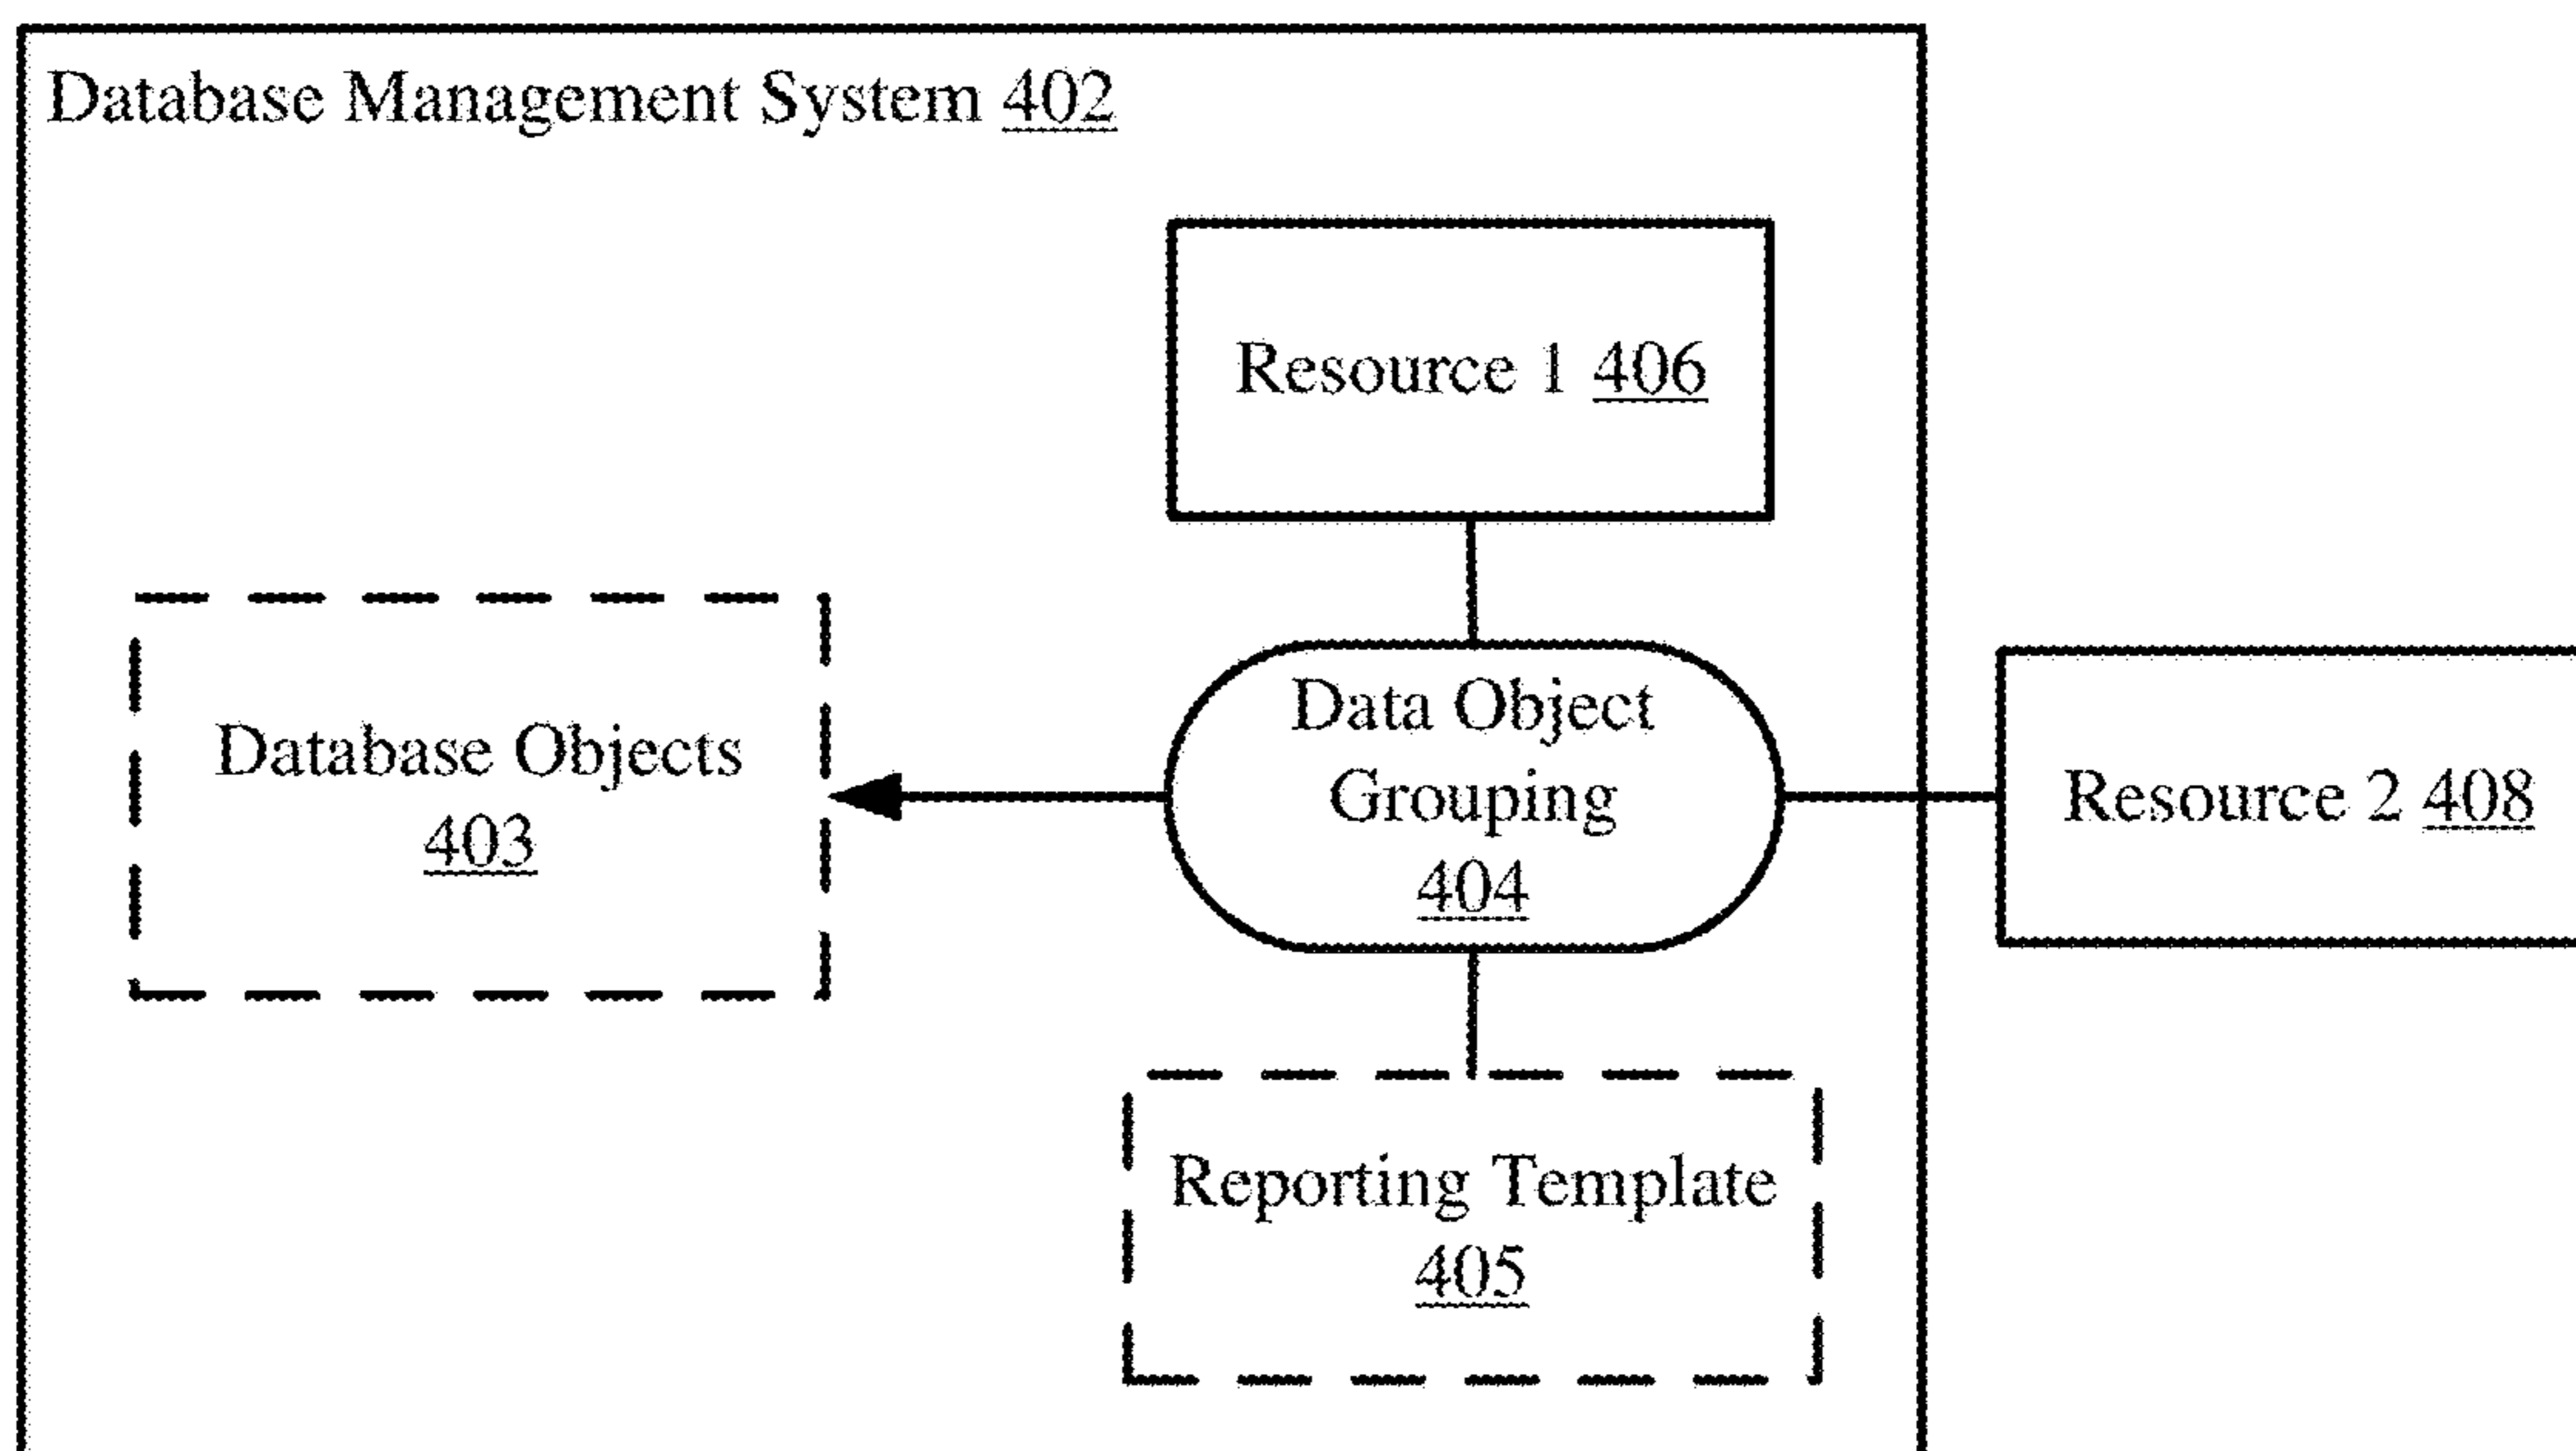 Database Management System 402
Resource 1 406
Database Objects
403
Data Object
Grouping
404
Resource 2 408
Reporting Template
405